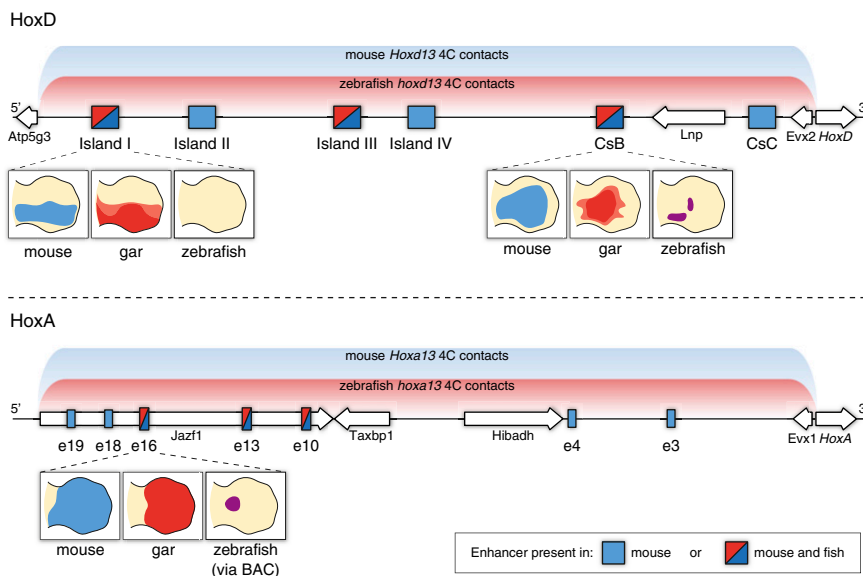 HoxD
mouse Hoxd13 4C contacts
zebrafish hoxd13 4C contacts
5'
3'
Atp5g3
Island I
Island II
Island III
Island IV
CsB
Lnp
CsC
Evx2 HoxD
mouse
gar
zebrafish
mouse
gar
zebrafish
HoxA
mouse Hoxa13 4C contacts
zebrafish hoxa13 4C contacts
5'
3'
e19
e18
e16
Jazf1
e13
e10
Taxbp1
Hibadh
e4
e3
Evx1 HoxA
mouse
gar
zebrafish
(via BAC)
Enhancer present in: mouse or mouse and fish